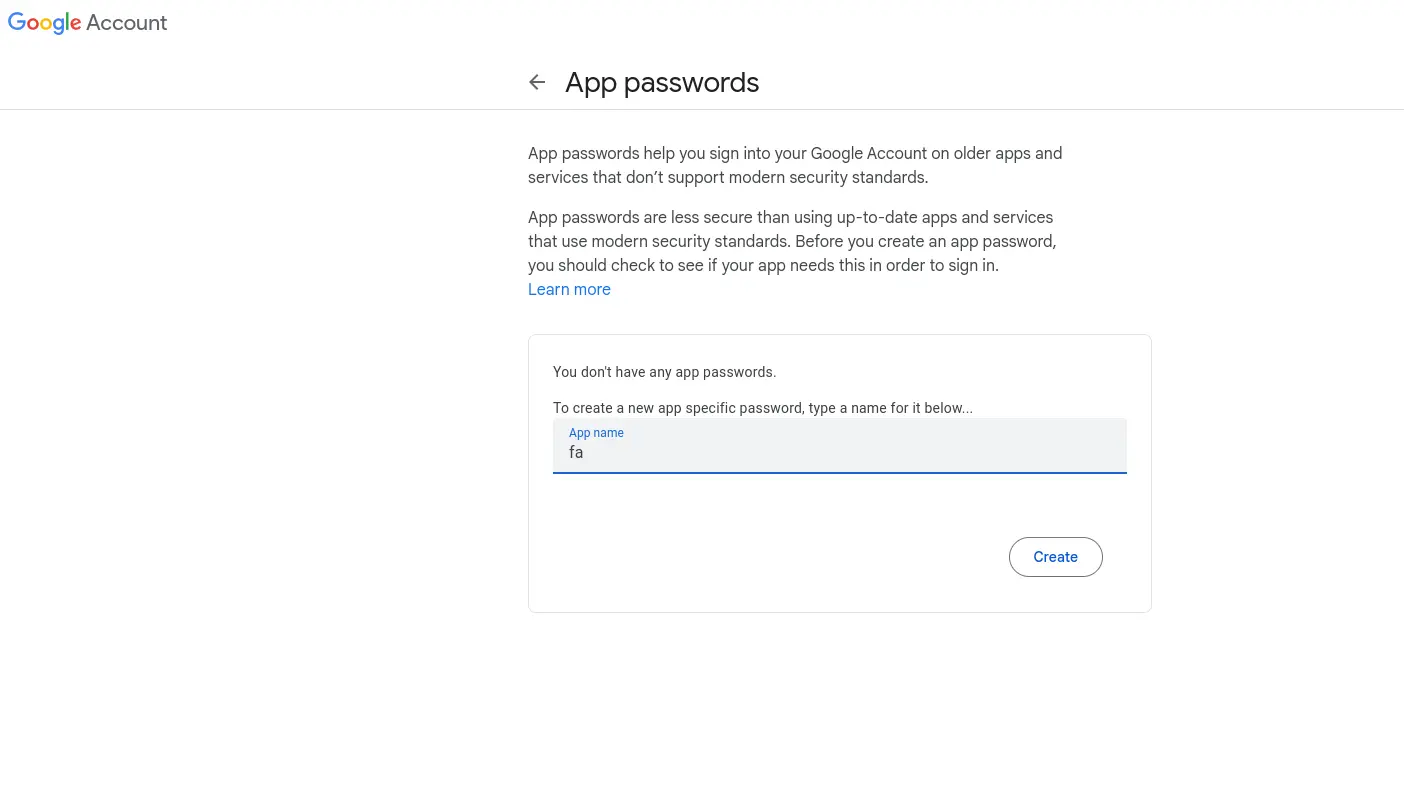 Google Account
App passwords
App passwords help you sign into your Google Account on older apps and
services that don’t support modern security standards.
App passwords are less secure than using up-to-date apps and services
that use modern security standards. Before you create an app password,
you should check to see if your app needs this in order to sign in.
Learn more
You don't have any app passwords.
To create a new app specific password, type a name for it below...
App name
fa
Create